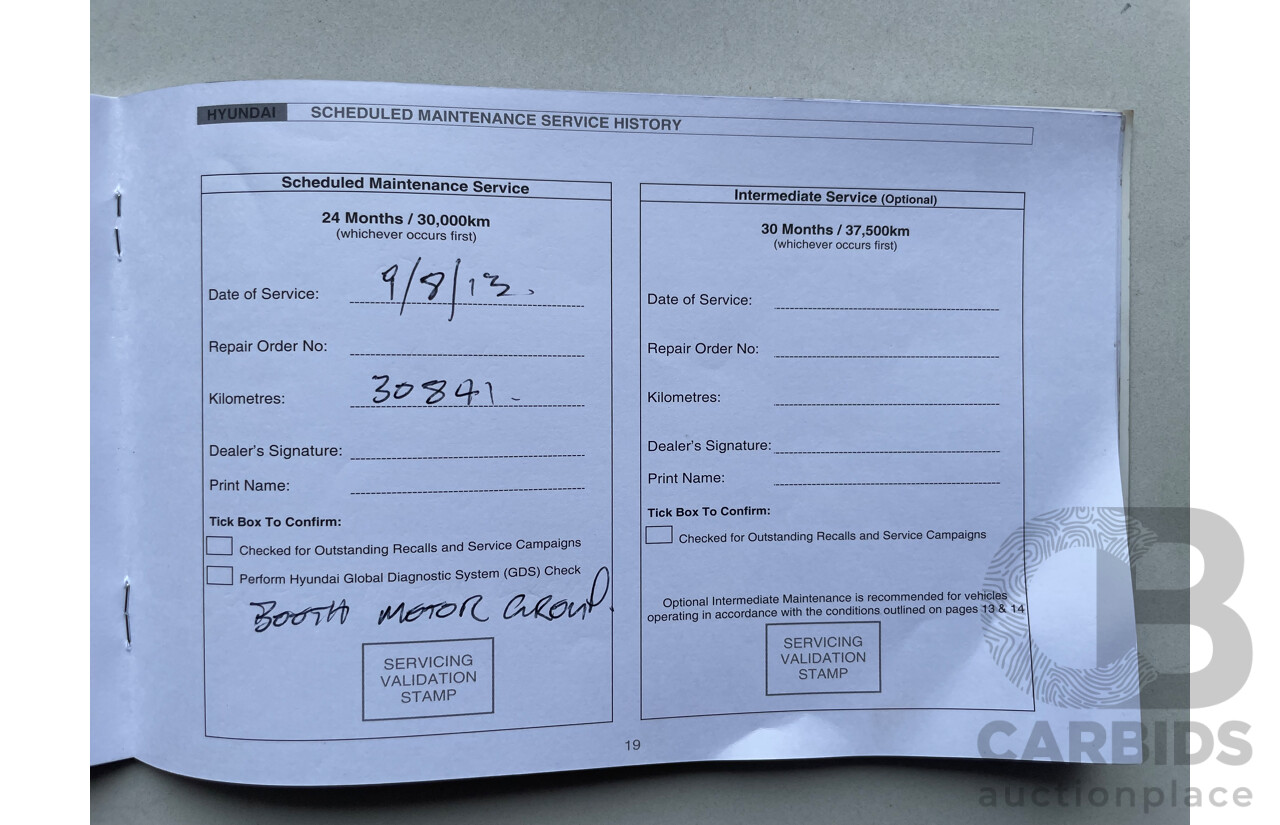 HYUNDAI SCHEDULED MAINTENANCE SERVICE HISTORY
Scheduled Maintenance Service
24 Months / 30,000km
(whichever occurs first)
Date of Service: 9/8/13.
Repair Order No:
Kilometres: 30841.
Dealer's Signature:
Print Name:
Tick Box To Confirm:
Checked for Outstanding Recalls and Service Campaigns
Perform Hyundai Global Diagnostic System (GDS) Check
BOOTH MOTOR GROUP.
SERVICING
VALIDATION
STAMP
Intermediate Service (Optional)
30 Months / 37,500km
(whichever occurs first)
Date of Service:
Repair Order No:
Kilometres:
Dealer's Signature:
Print Name:
Tick Box To Confirm:
Checked for Outstanding Recalls and Service Campaigns
Optional Intermediate Maintenance is recommended for vehicles
operating in accordance with the conditions outlined on pages 13 & 14
SERVICING
VALIDATION
STAMP
19
CARBIDS
auctionplace